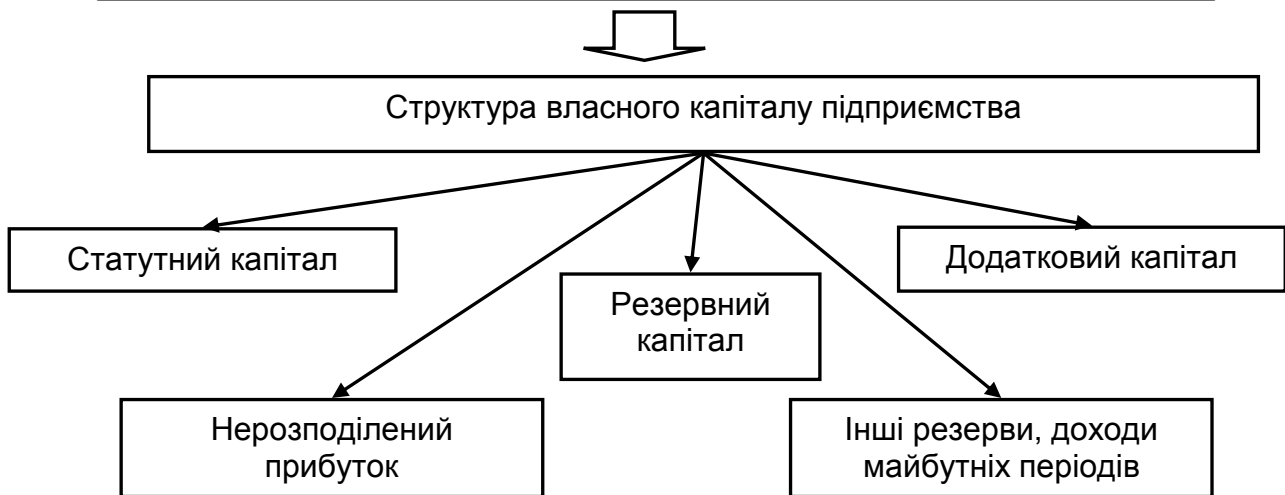 Структура власного капіталу підприємства
Статутний капітал
Додатковий капітал
Резервний
капітал
Нерозподілений
прибуток
Інші резерви, доходи
майбутніх періодів